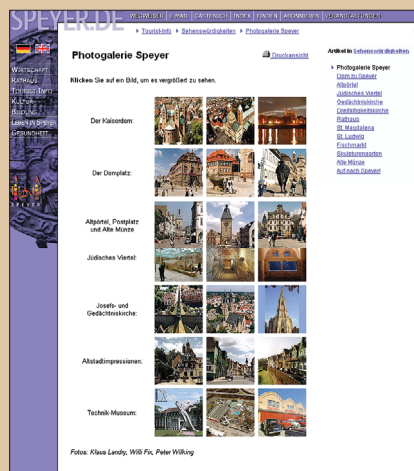 SPEYER.DE
WEGWEISER | E-MAIL | GÄSTEBUCH | INDEX | FINDEN | ABONNIEREN | VERANSTALTUNGEN
Tourist-Info Sehenswürdigkeiten Photogalerie Speyer
Photogalerie Speyer
Druckansicht
Klicken Sie auf ein Bild, um es vergrößert zu sehen.
WIRTSCHAFT
RATHAUS
TOURIST-INFO
KULTUR
BILDUNG
LEBEN IN SPEYER
GESUNDHEIT
SPEYER
Der Kaiserdom:
Der Domplatz:
Altpörtel, Postplatz
und Alte Münze
Jüdisches Viertel:
Josefs- und
Gedächtniskirche:
Altstadtimpressionen:
Technik-Museum:
Fotos: Klaus Landry, Willi Fix, Peter Wilking
Artikel in Sehenswürdigkeiten
Photogalerie Speyer
Dom zu Speyer
Altpörtel
Jüdisches Viertel
Gedächtniskirche
Dreifaltigkeitskirche
Rathaus
St. Magdalena
St. Ludwig
Fischmarkt
Skulpturengarten
Alte Münze
Auf nach Speyer!